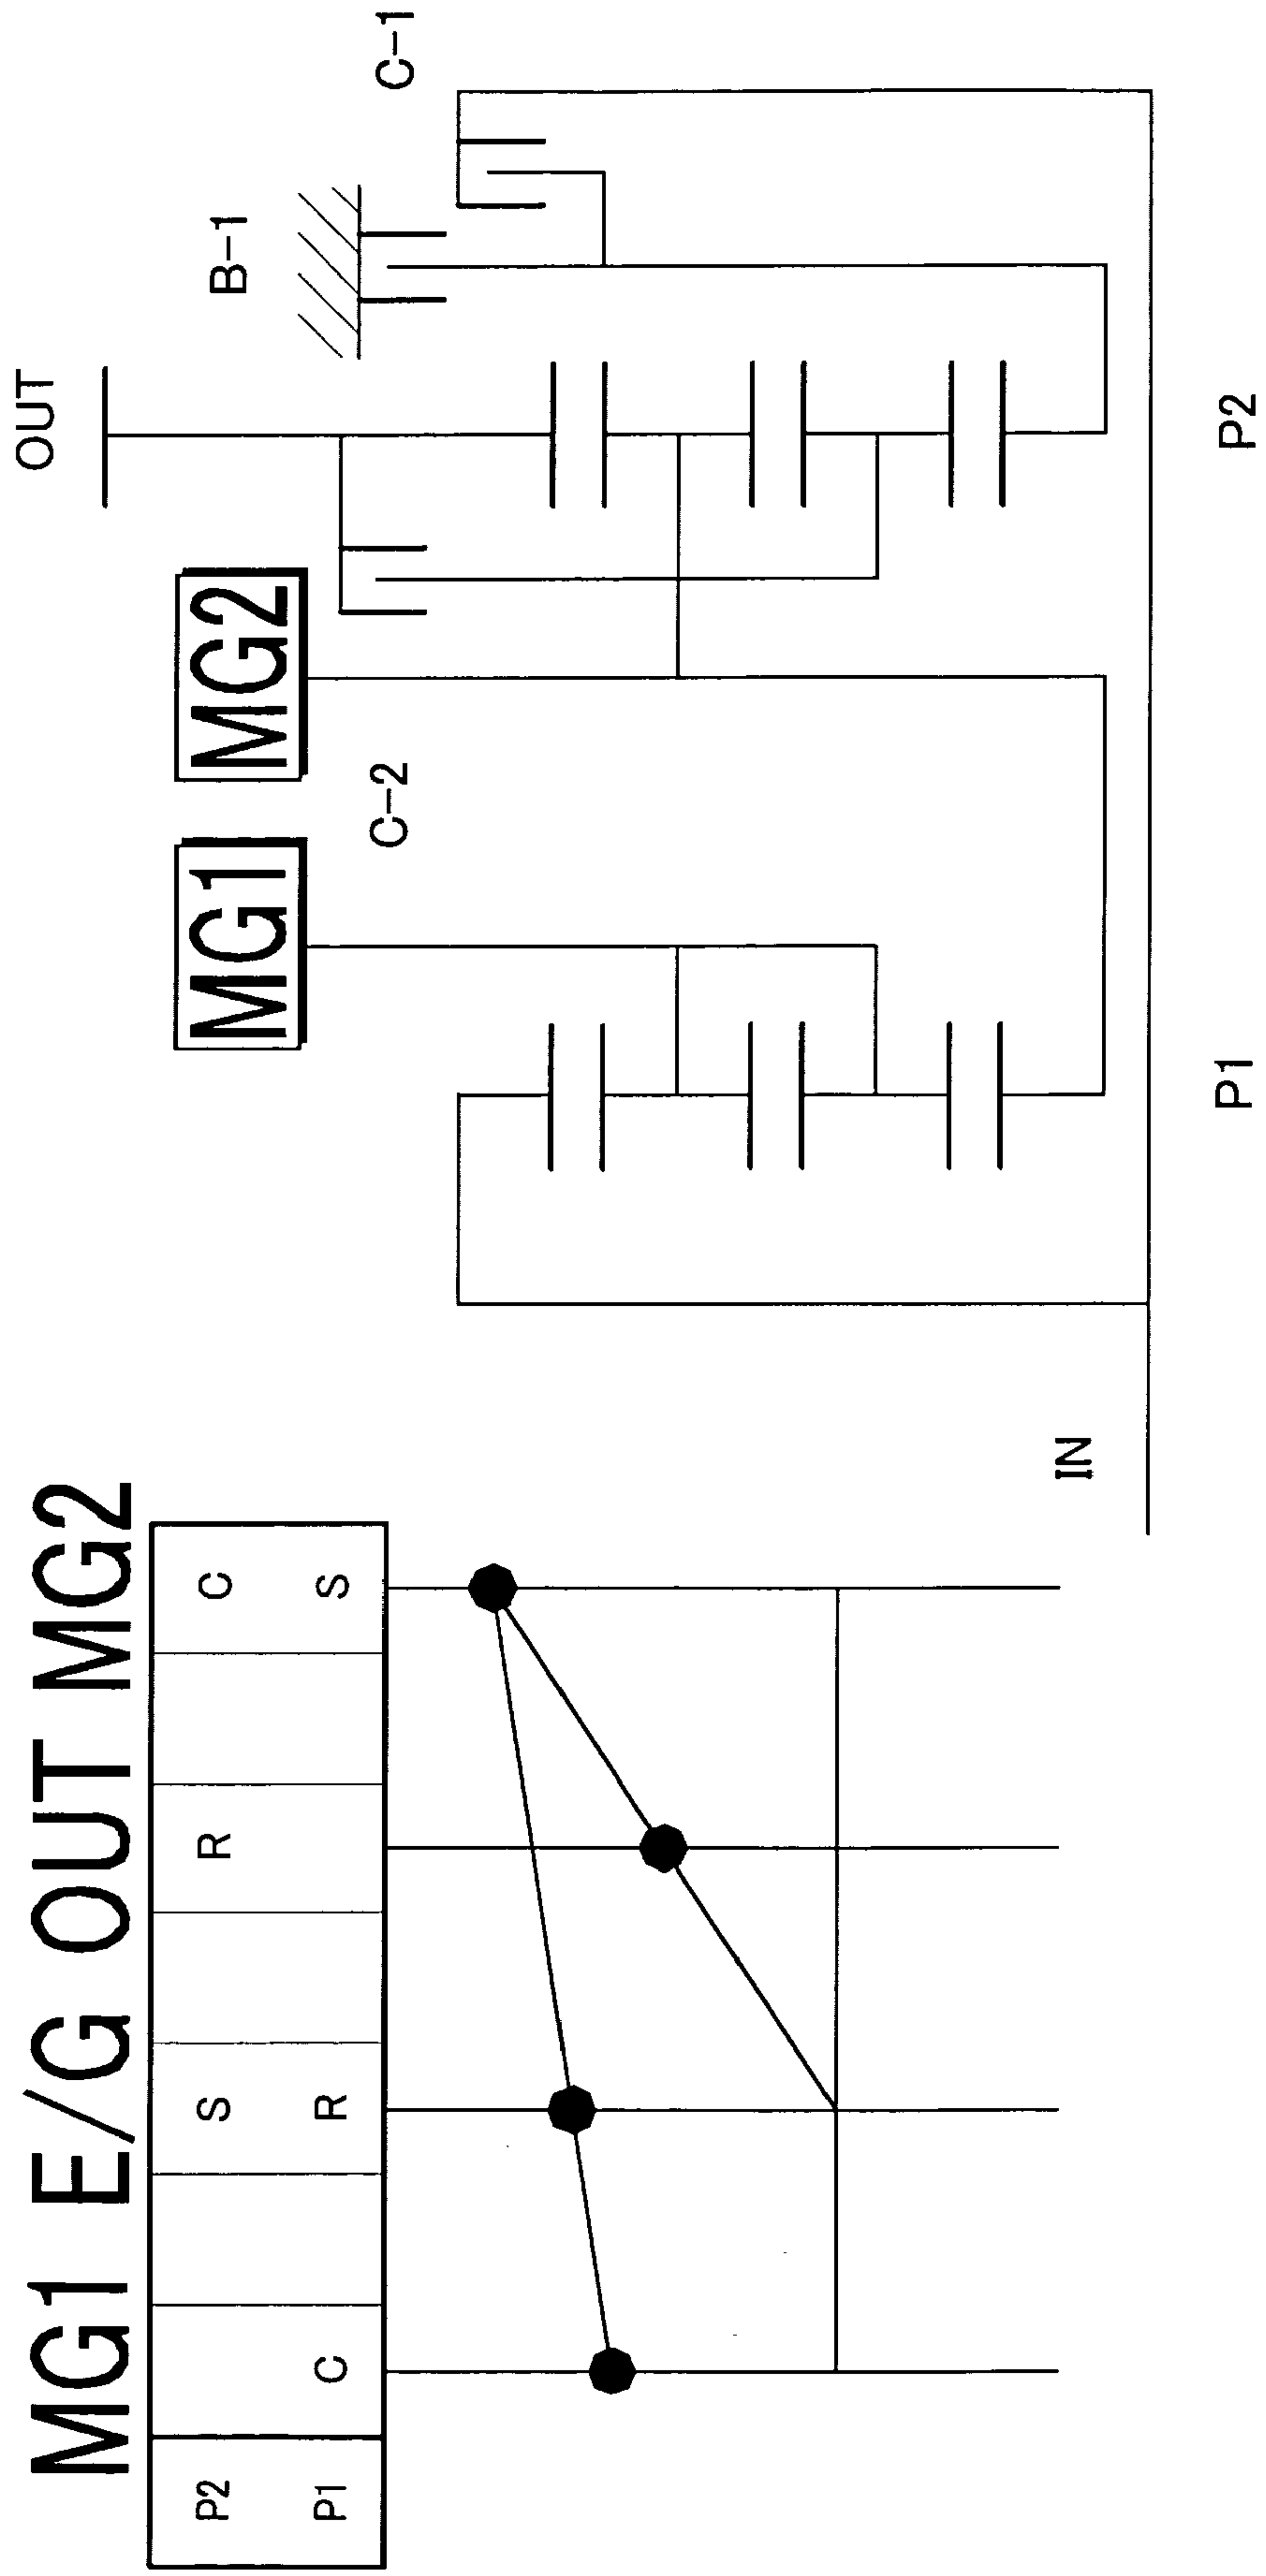 MG1 E/G OUT MG2
P2 S R C
P1 C R S
OUT
B-1
C-1
MG1 MG2
C-2
IN
P1
P2